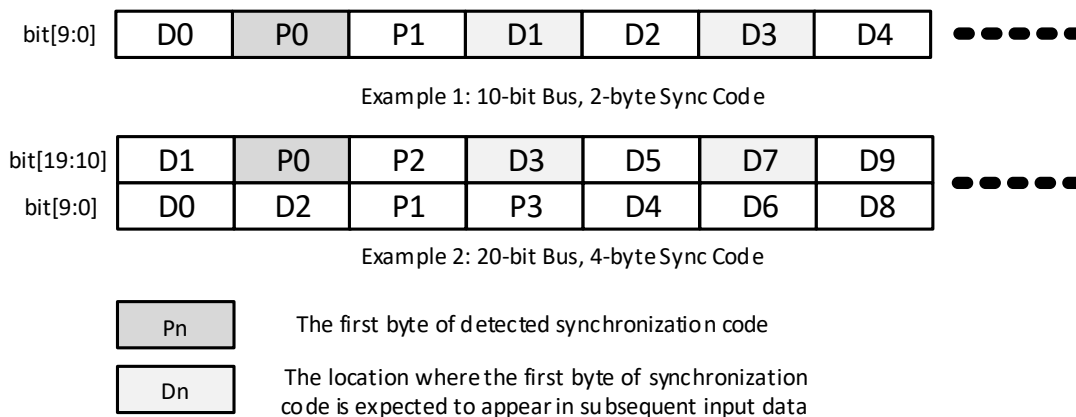 bit[9:0] D0 P0 P1 D1 D2 D3 D4
Example 1: 10-bit Bus, 2-byte Sync Code
bit[19:10] D1 P0 P2 D3 D5 D7 D9
bit[9:0] D0 D2 P1 P3 D4 D6 D8
Example 2: 20-bit Bus, 4-byte Sync Code
Pn The first byte of detected synchronization code
Dn The location where the first byte of synchronization
code is expected to appear in subsequent input data